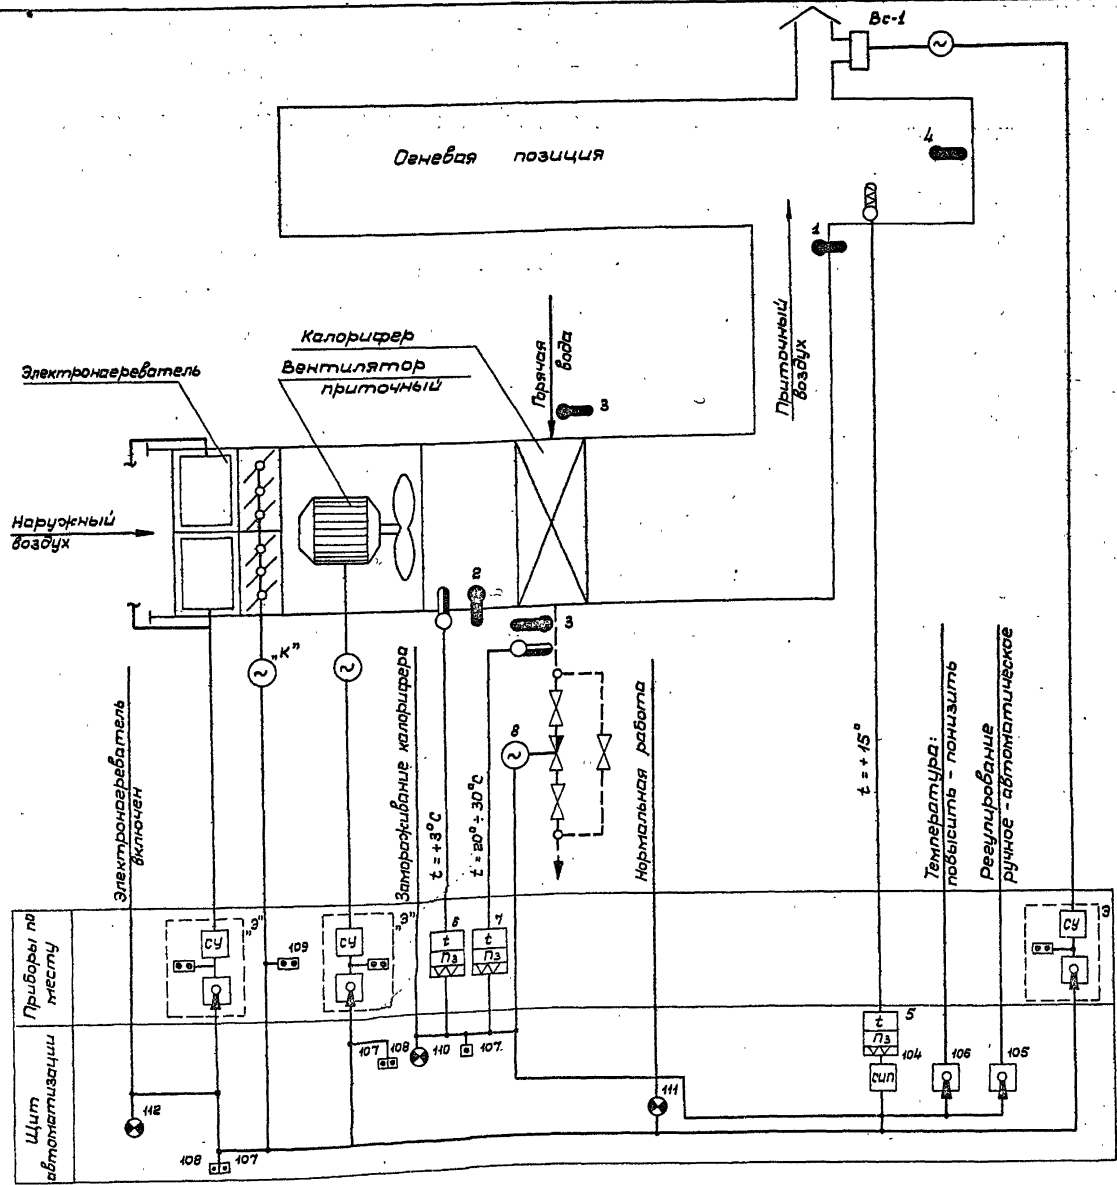 Вс-1
Огневая позиция
4
1
Приточный
воздух
Калорифер
Горячая
вода
Электронагреватель
Вентилятор
приточный
3
Наружный
воздух
2
3
„К"
8
Электронагреватель
включен
Замораживание калорифера
t = +3°С
t = 20° ÷ 30°С
Нормальная работа
t = +15°
Температура:
повысить - понизить
Регулирование
ручное - автоматическое
Приборы по
месту
„Э"
СУ
109
„Э"
СУ
6
t
П3
7
t
П3
Э
СУ
Щит
автоматизации
112
108
107
107
108
110
107
111
5
t
П3
104
СИП
106
105